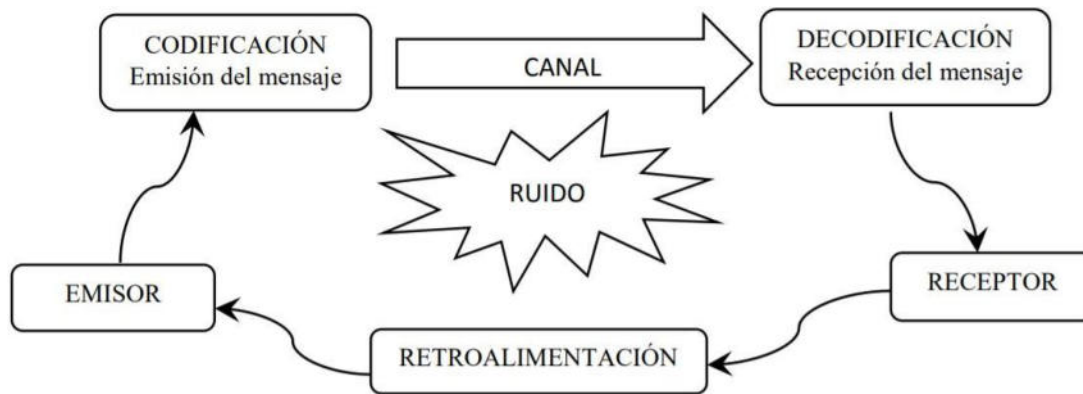 CODIFICACIÓN
Emisión del mensaje
CANAL
DECODIFICACIÓN
Recepción del mensaje
RUIDO
EMISOR
RECEPTOR
RETROALIMENTACIÓN